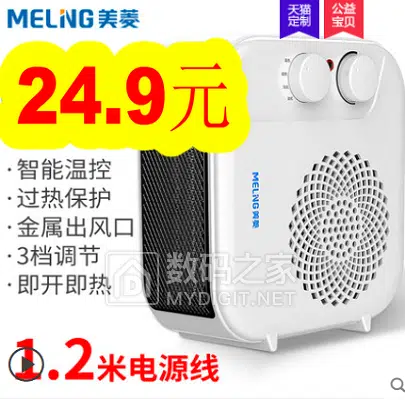 MELING美菱
天猫
定制
公益
宝贝
24.9元
·智能温控
·过热保护
·金属出风口
·3档调节
·即开即热
MELING美菱
数码之家
MYDIGIT.NET
1.2米电源线